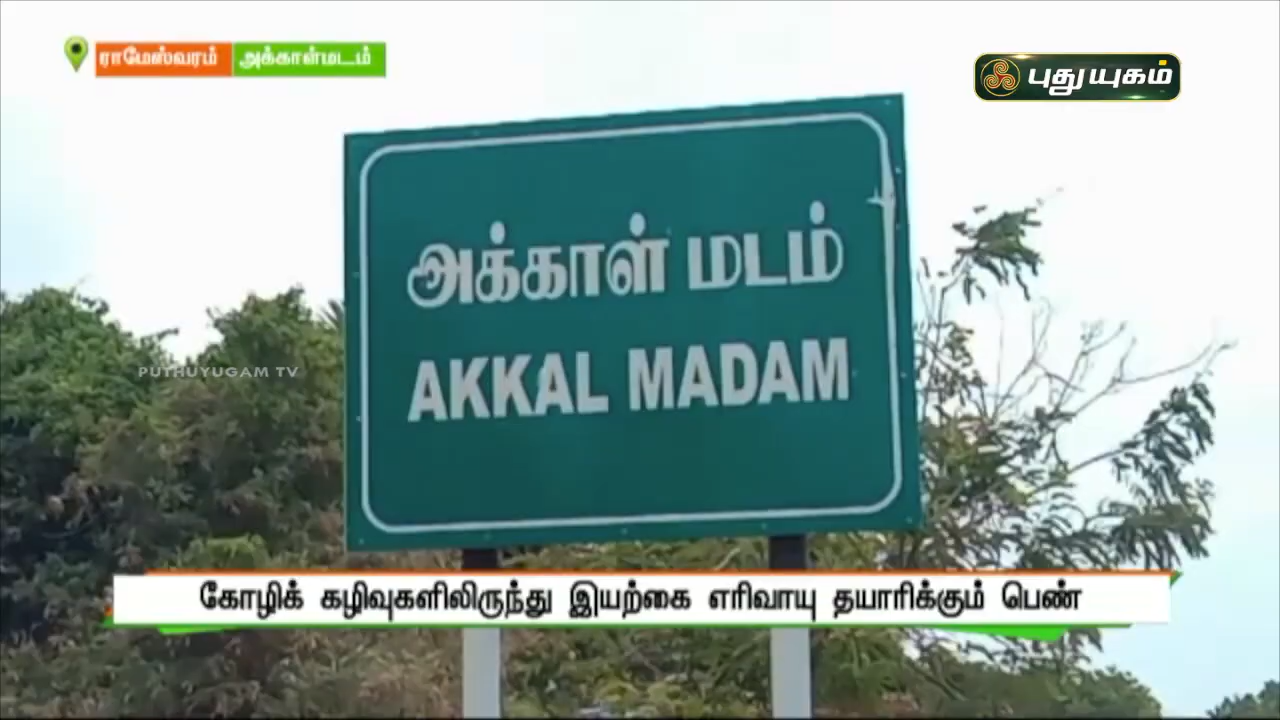 ராமேஸ்வரம் அக்காள்மடம்
புதுயுகம்
அக்காள் மடம்
PUTHUYUGAM TV
AKKAL MADAM
கோழிக் கழிவுகளிலிருந்து இயற்கை எரிவாயு தயாரிக்கும் பெண்